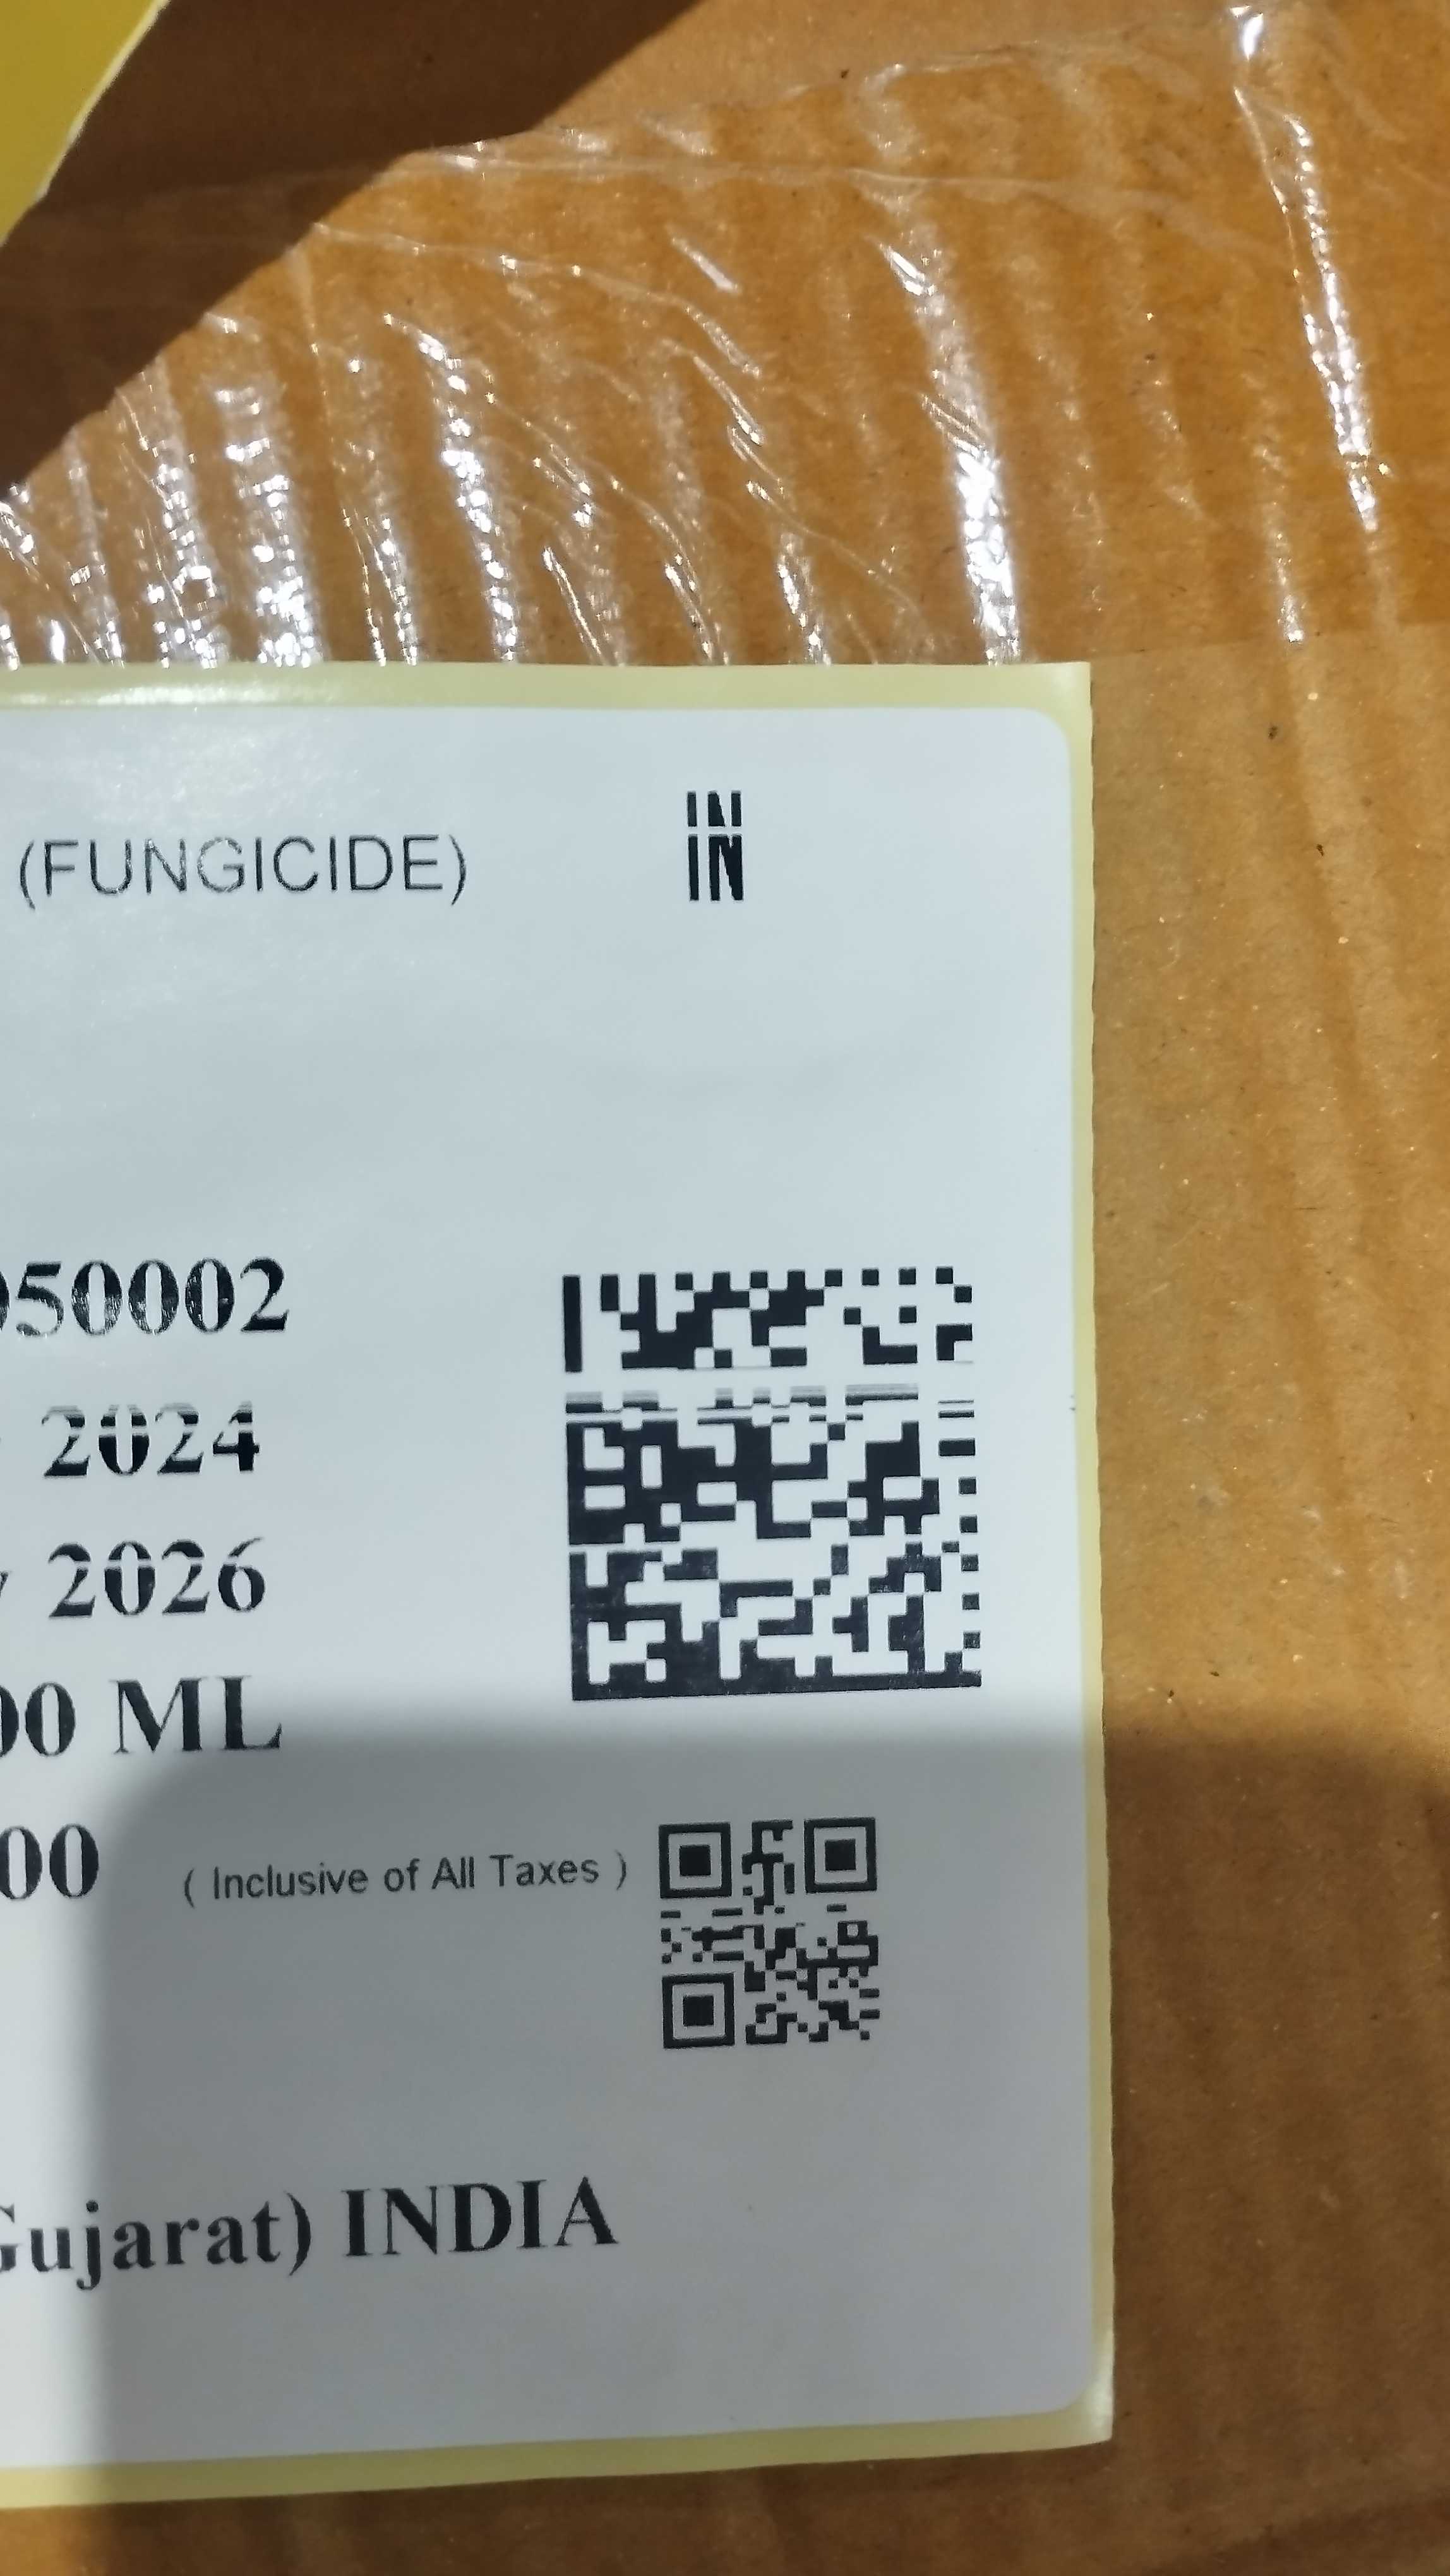 (FUNGICIDE) IN
50002
2024
2026
00 ML
00 ( Inclusive of All Taxes )
Gujarat) INDIA